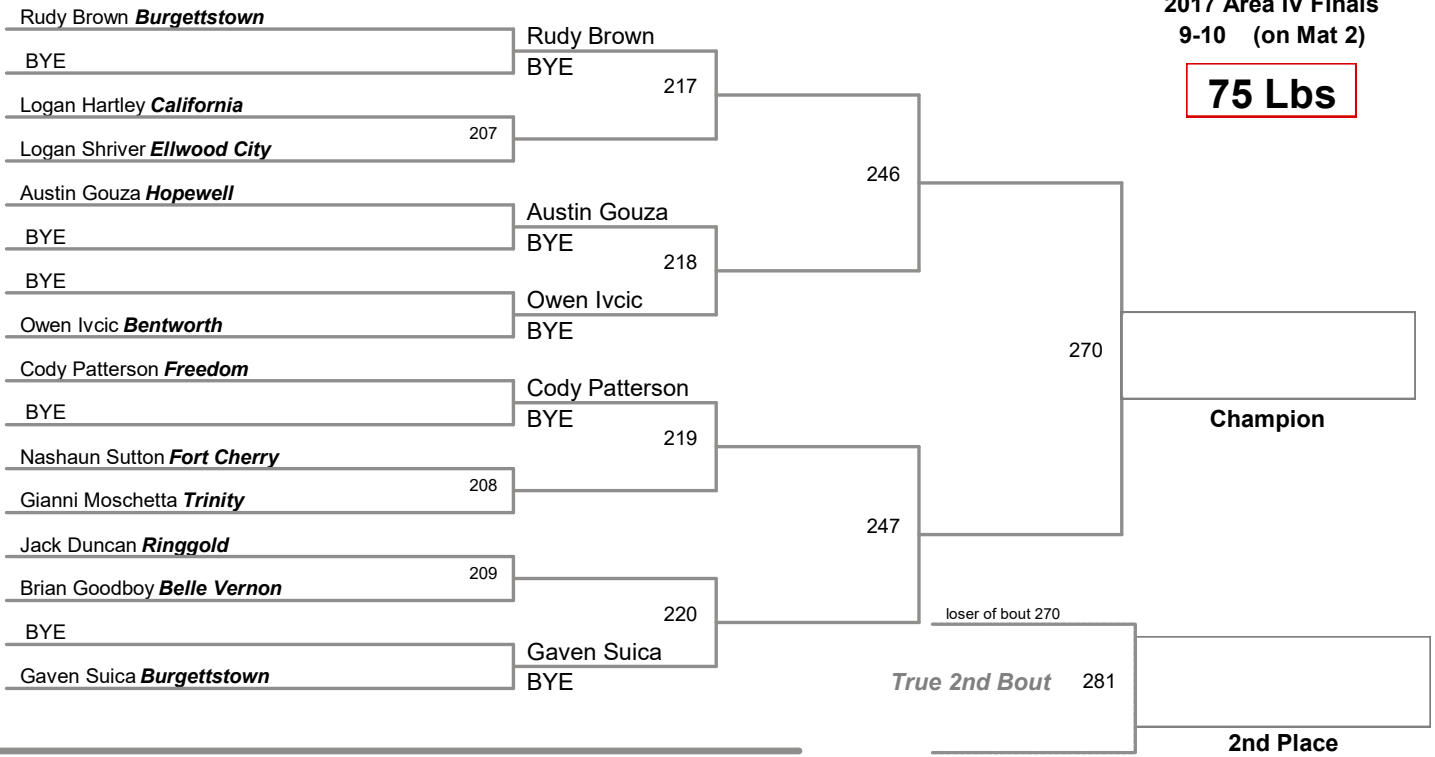 2017 Area IV Finals
9-10 (on Mat 2)
75 Lbs
Rudy Brown Burgettstown
BYE
Logan Hartley California
207
Logan Shriver Ellwood City
Austin Gouza Hopewell
BYE
BYE
Owen Ivcic Bentworth
Cody Patterson Freedom
BYE
Nashaun Sutton Fort Cherry
208
Gianni Moschetta Trinity
Jack Duncan Ringgold
209
Brian Goodboy Belle Vernon
BYE
Gaven Suica Burgettstown
Rudy Brown
BYE
217
Austin Gouza
BYE
218
Owen Ivcic
BYE
Cody Patterson
BYE
219
220
Gaven Suica
BYE
246
247
270
Champion
loser of bout 270
True 2nd Bout 281
2nd Place